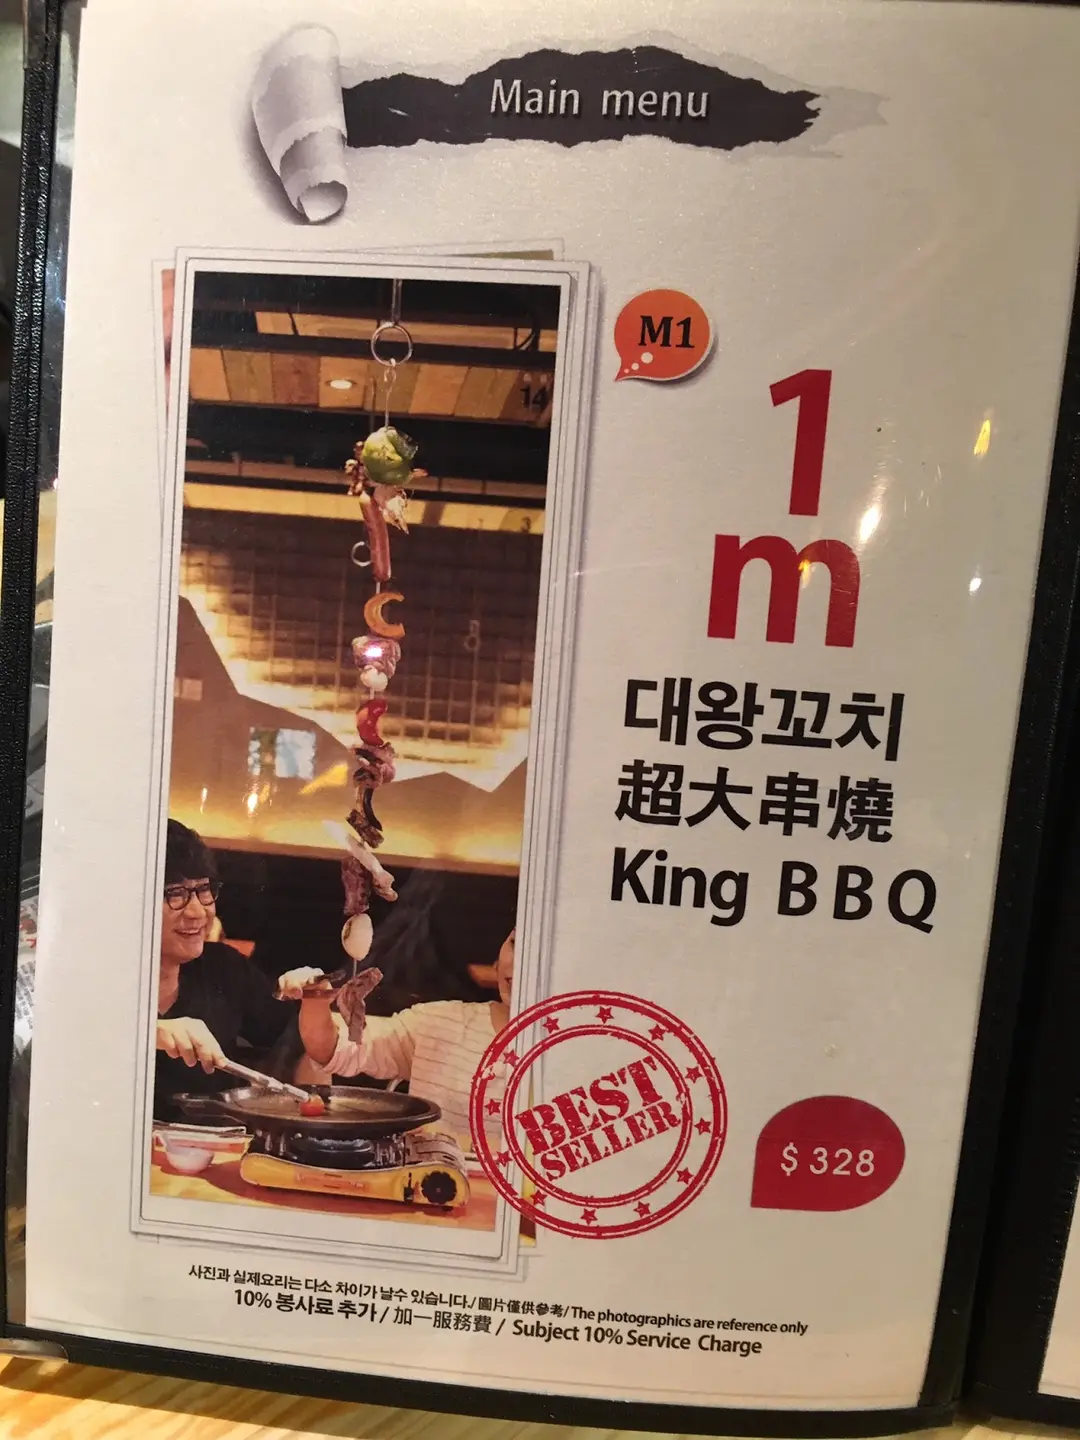 Main menu
M1
1
m
대왕꼬치
超大串燒
King BBQ
14
BEST
SELLER
$ 328
사진과 실제요리는 다소 차이가 날수 있습니다./圖片僅供參考/The photographics are reference only
10% 봉사료 추가 / 加一服務費 / Subject 10% Service Charge